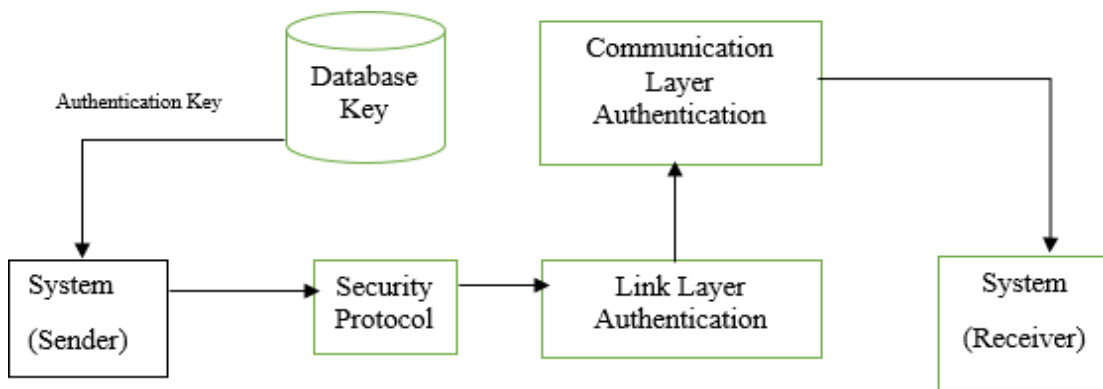 Database
Key
Authentication Key
Communication
Layer
Authentication
System
(Sender)
Security
Protocol
Link Layer
Authentication
System
(Receiver)